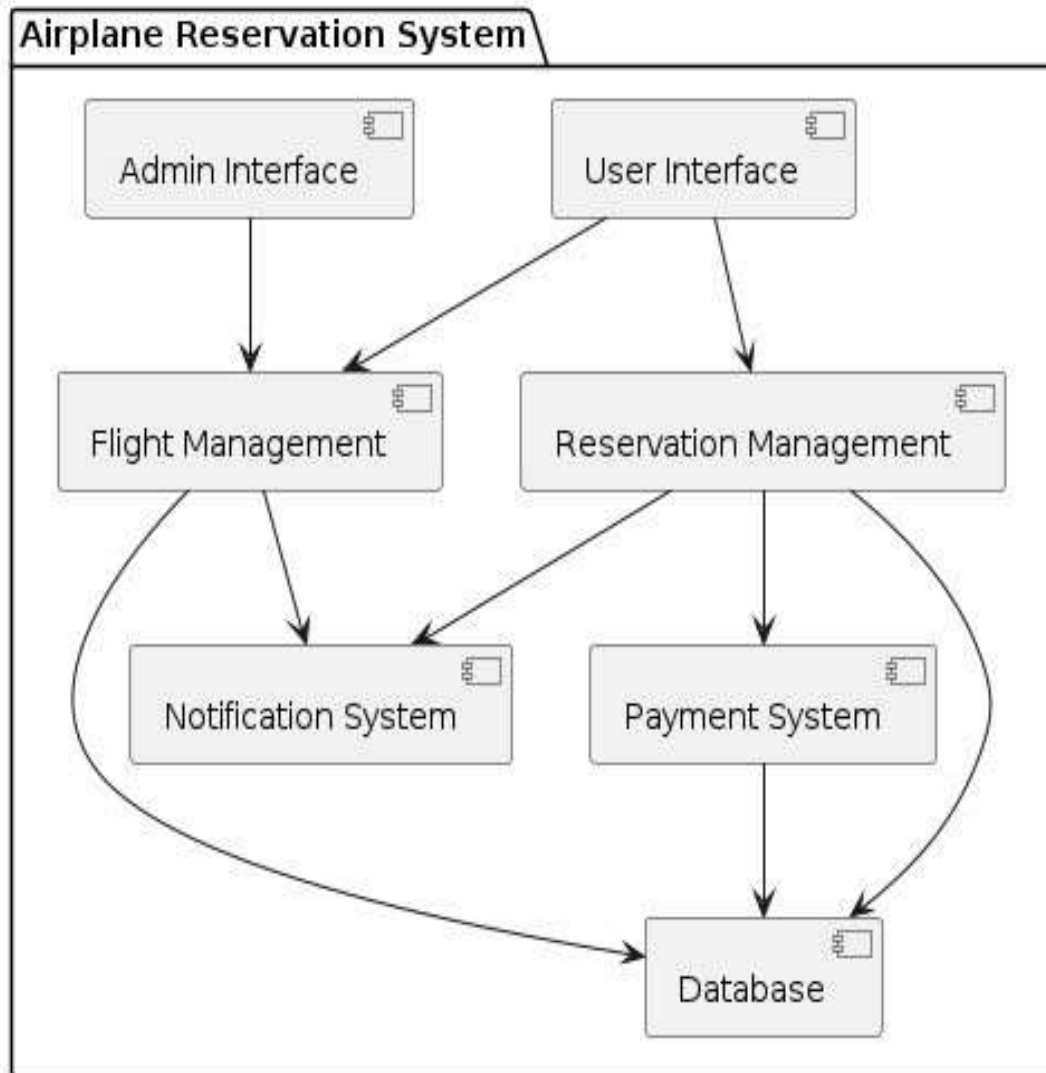 Airplane Reservation System
Admin Interface
User Interface
Flight Management
Reservation Management
Notification System
Payment System
Database